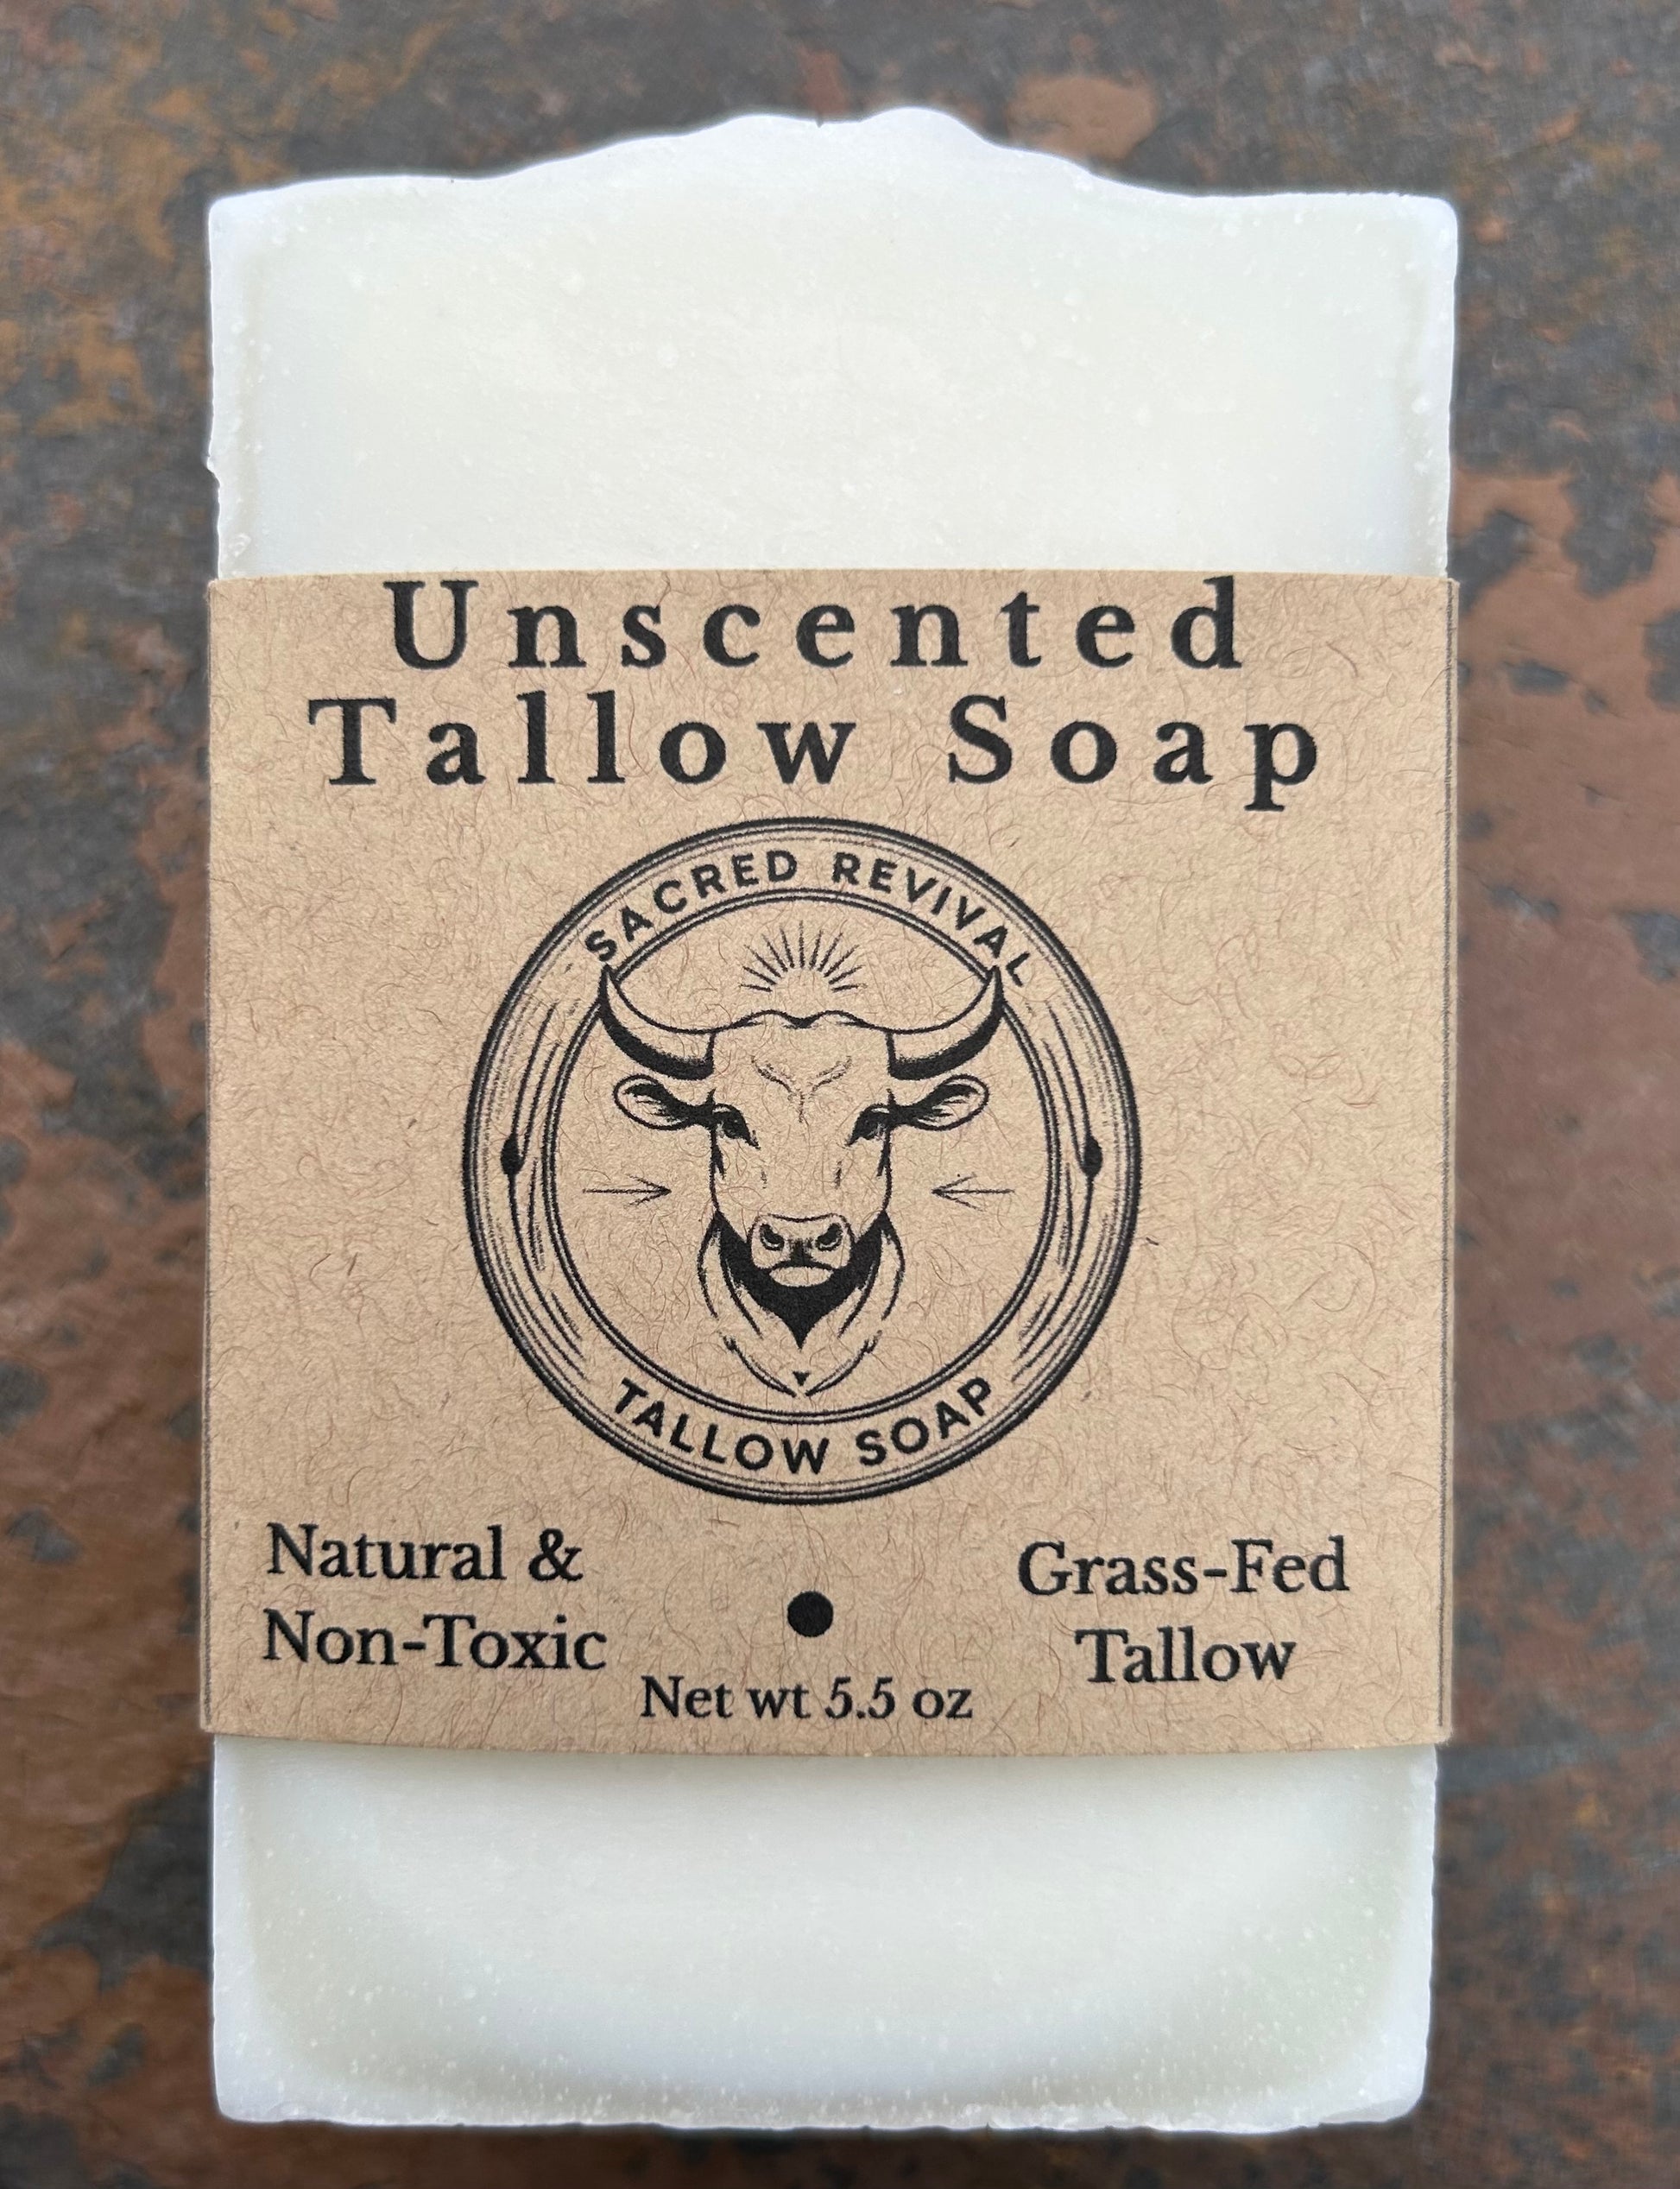 Unscented
Tallow Soap
SACRED REVIVAL
TALLOW SOAP
Natural &
Non-Toxic
Net wt 5.5 oz
Grass-Fed
Tallow